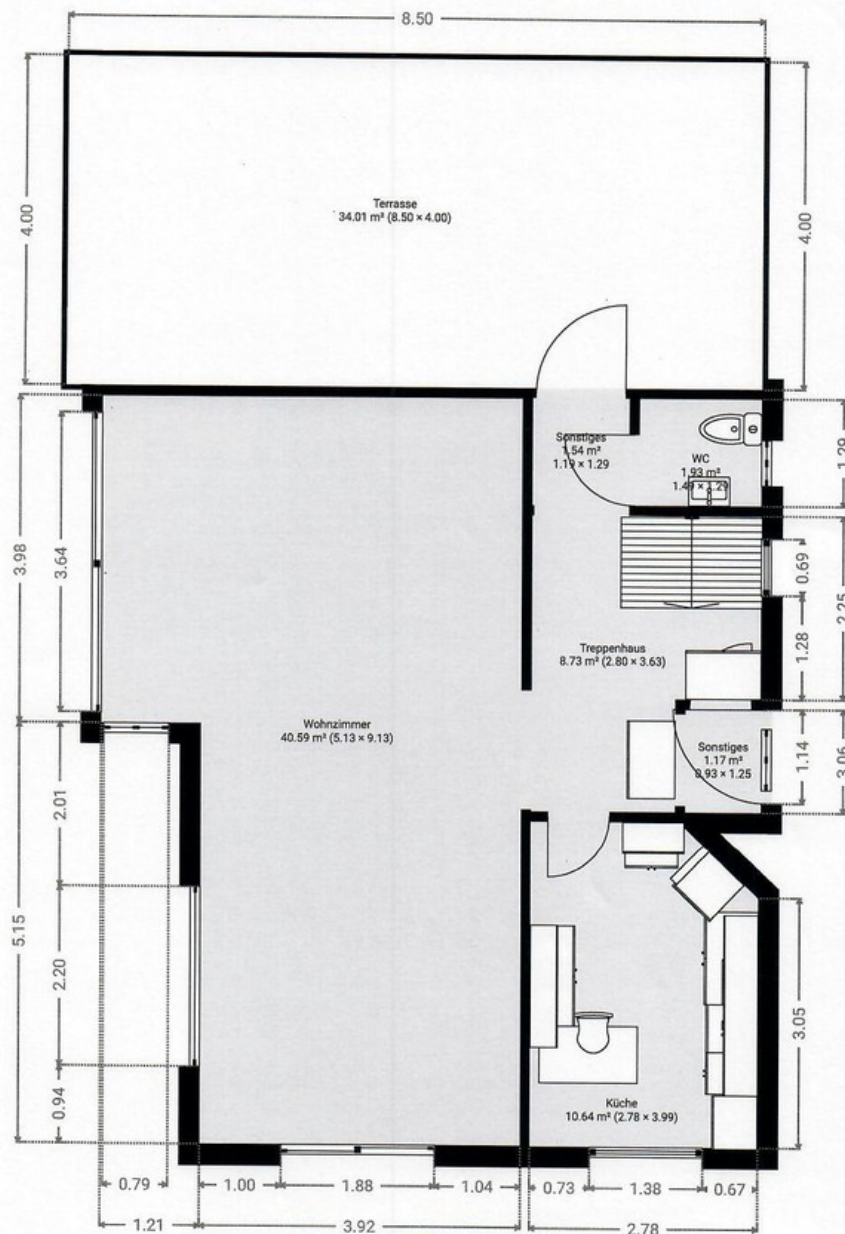 8.50
4.00
Terrasse
34.01 m² (8.50 × 4.00)
4.00
Sonstiges
1.54 m²
1.19 × 1.29
WC
1,93 m²
1.49 × 1.29
1.29
3.98
3.64
0.69
2.25
1.28
Treppenhaus
8.73 m² (2.80 × 3.63)
Wohnzimmer
40.59 m² (5.13 × 9.13)
Sonstiges
1.17 m²
0.93 × 1.25
1.14
3.06
2.01
5.15
2.20
3.05
0.94
Küche
10.64 m² (2.78 × 3.99)
0.79
1.00
1.88
1.04
0.73
1.38
0.67
1.21
3.92
2.78